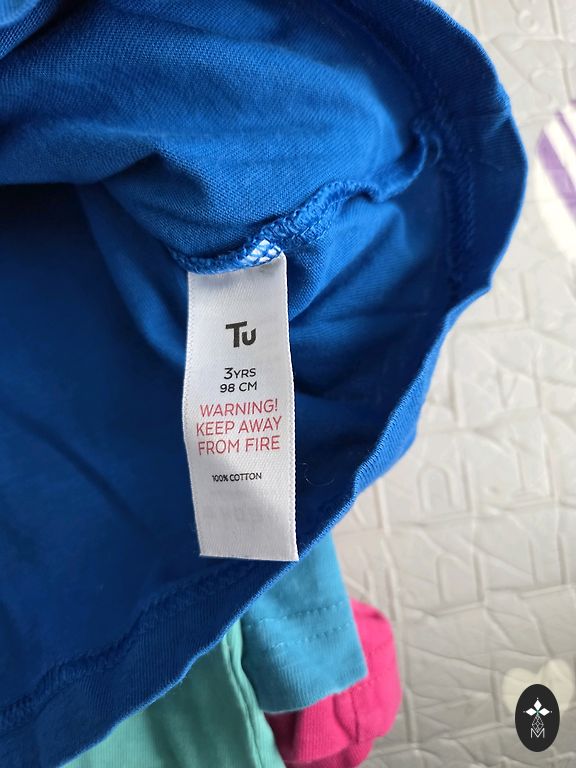 Tu
3YRS
98 CM
WARNING!
KEEP AWAY
FROM FIRE
100% COTTON